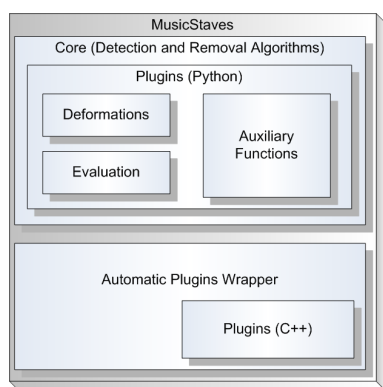 MusicStaves
Core (Detection and Removal Algorithms)
Plugins (Python)
Deformations
Evaluation
Auxiliary
Functions
Automatic Plugins Wrapper
Plugins (C++)